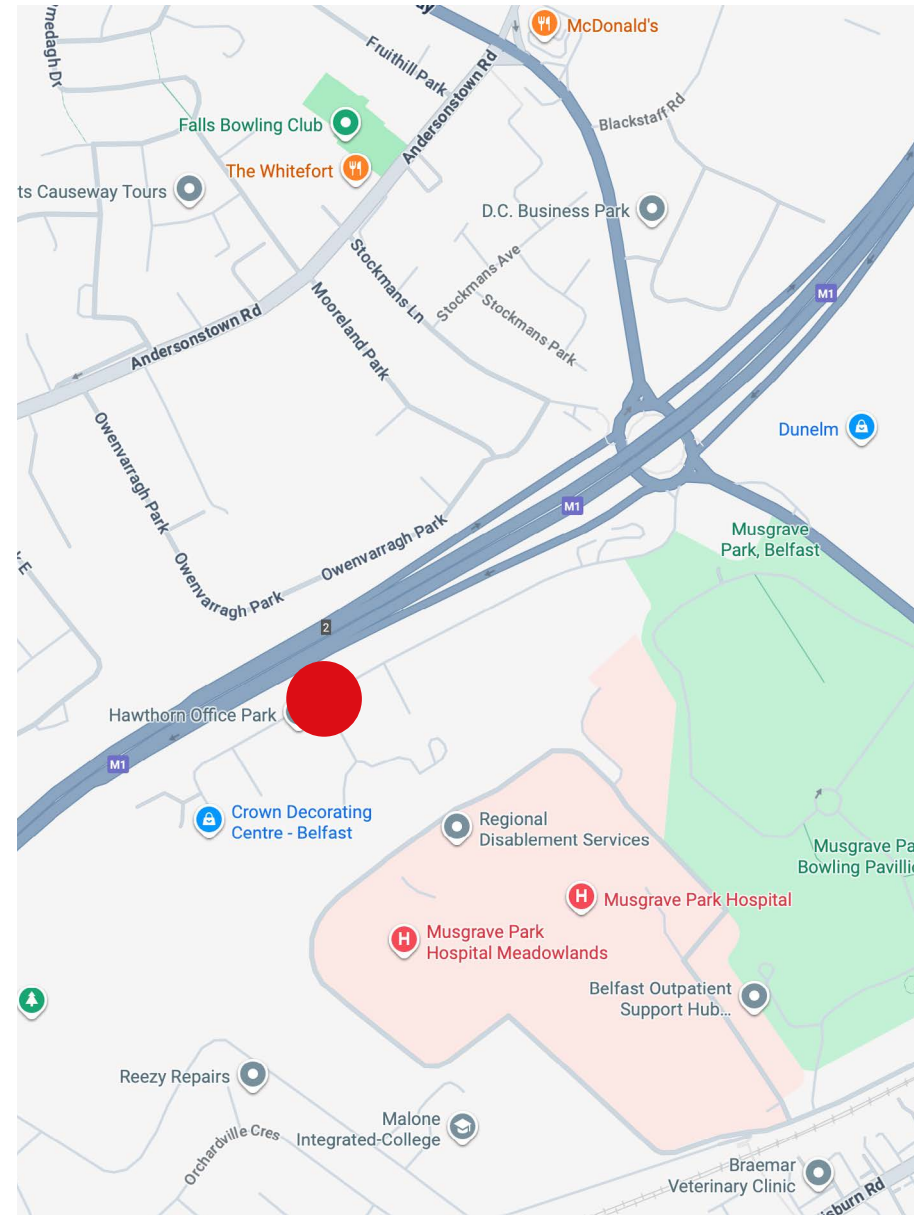 McDonald's
Fruithill Park
Andersonstown Rd
Falls Bowling Club
Blackstaff Rd
The Whitefort
ts Causeway Tours
D.C. Business Park
Stockmans Ln
Stockmans Ave
Stockmans Park
M1
Mooreland Park
Andersonstown Rd
Dunelm
Owenvarragh Park
M1
Musgrave
Park, Belfast
Owenvarragh Park
Owenvarragh Park
2
Hawthorn Office Park
M1
Crown Decorating
Centre - Belfast
Regional
Disablement Services
Musgrave Pa
Bowling Pavillie
Musgrave Park Hospital
Musgrave Park
Hospital Meadowlands
Belfast Outpatient
Support Hub...
Reezy Repairs
Malone
Integrated-College
Orchardville Cres
Braemar
Veterinary Clinic
isburn Rd
H
H